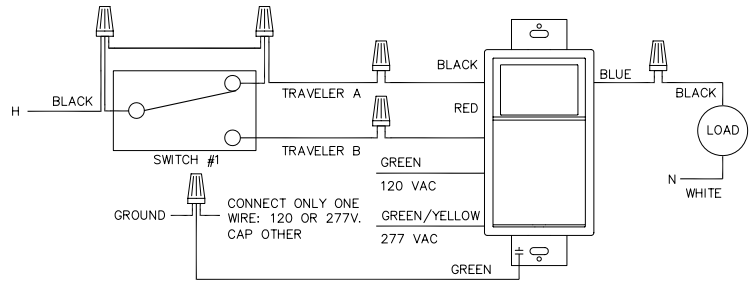 BLACK
BLUE
BLACK
TRAVELER A
BLACK
H
RED
LOAD
TRAVELER B
SWITCH #1
GREEN
120 VAC
N
WHITE
GROUND
CONNECT ONLY ONE
WIRE: 120 OR 277V.
CAP OTHER
GREEN/YELLOW
277 VAC
GREEN